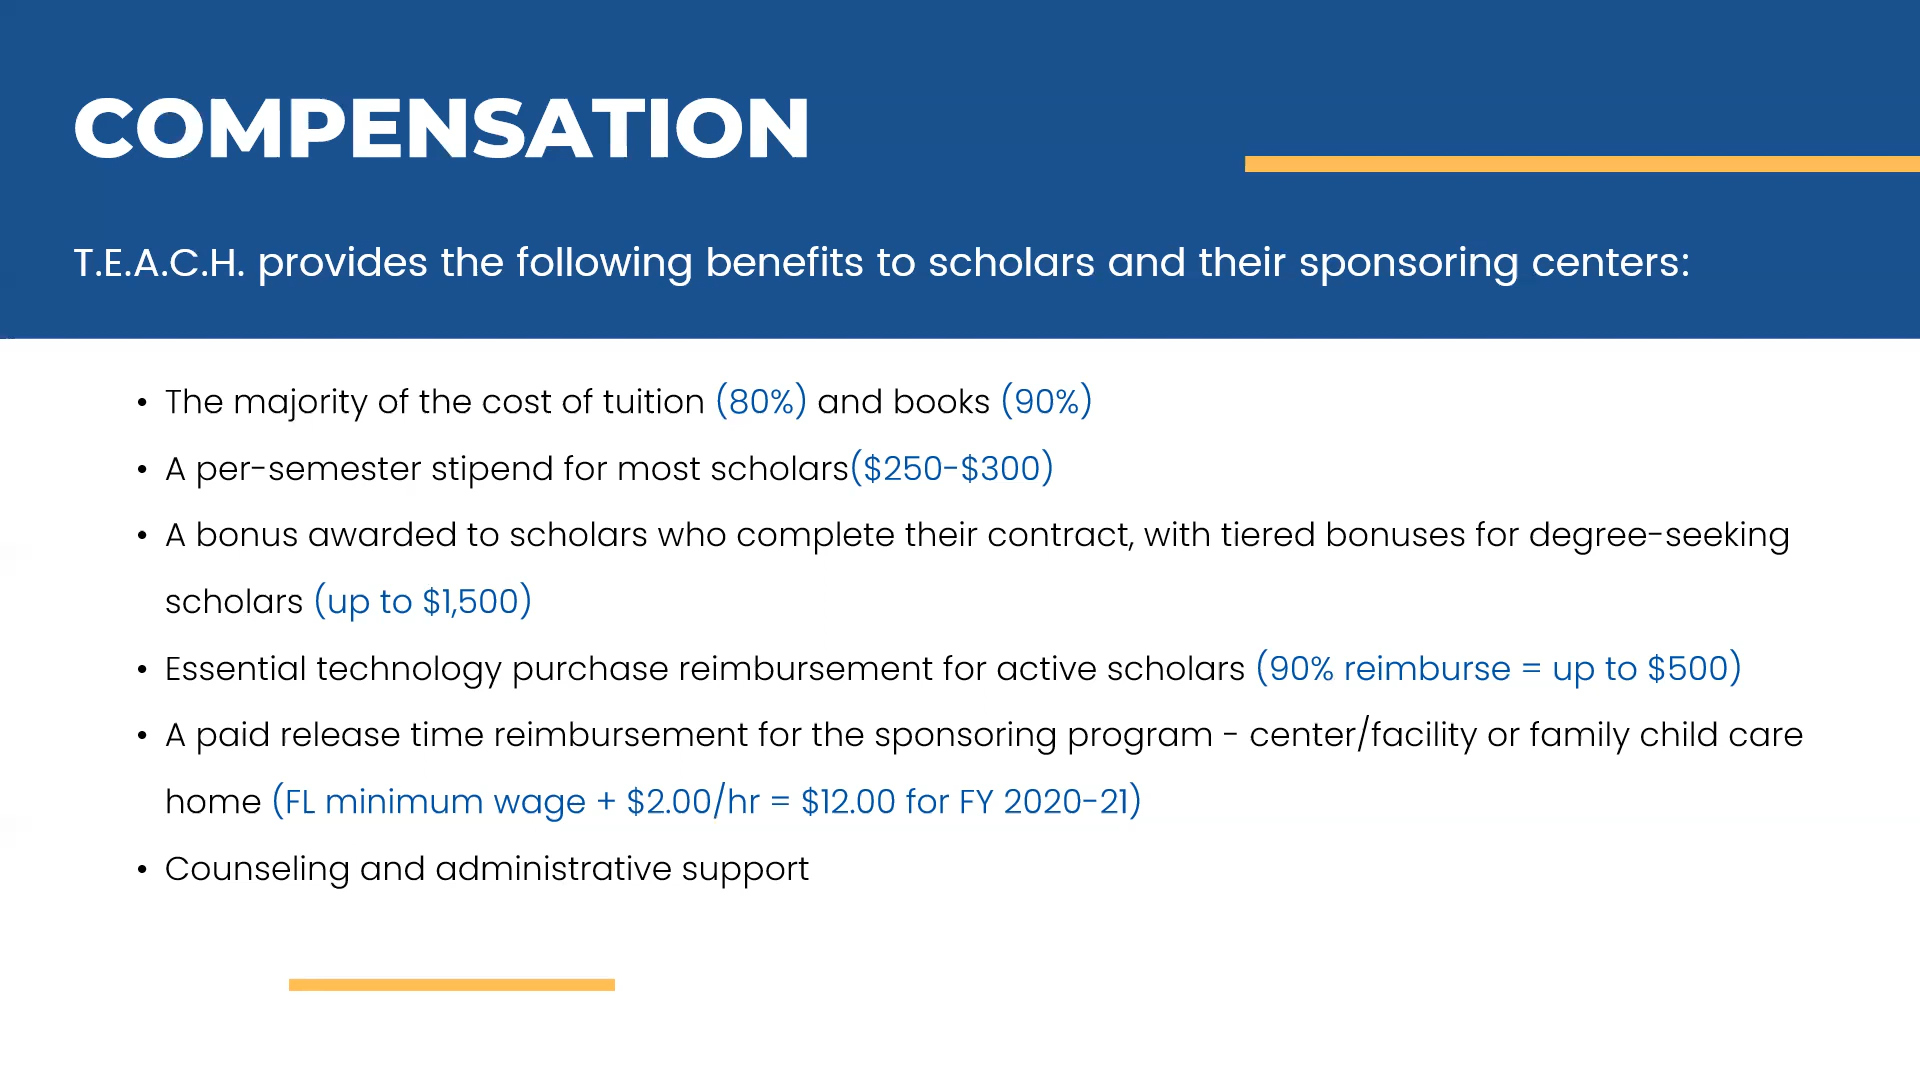 COMPENSATION
T.E.A.C.H. provides the following benefits to scholars and their sponsoring centers:
• The majority of the cost of tuition (80%) and books (90%)
• A per-semester stipend for most scholars($250-$300)
• A bonus awarded to scholars who complete their contract, with tiered bonuses for degree-seeking
scholars (up to $1,500)
• Essential technology purchase reimbursement for active scholars (90% reimburse = up to $500)
• A paid release time reimbursement for the sponsoring program - center/facility or family child care
home (FL minimum wage + $2.00/hr = $12.00 for FY 2020-21)
• Counseling and administrative support